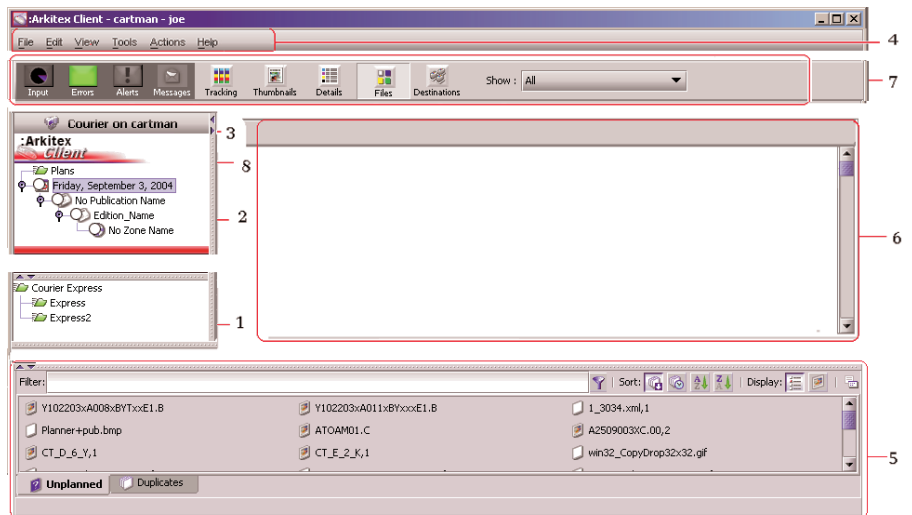 :Arkitex Client - cartman - joe
File Edit View Tools Actions Help
4
Input Errors Alerts Messages Tracking Thumbnails Details Files Destinations Show : All
7
Courier on cartman
3
:Arkitex
Client
8
Plans
Friday, September 3, 2004
No Publication Name
2
Edition_Name
No Zone Name
6
Courier Express
Express
Express2
1
Filter: Sort: Display:
Y102203xA008xBYTxxE1.B Y102203xA011xBYxxxE1.B 1_3034.xml,1
Planner+pub.bmp ATOAM01.C A2509003XC.00,2
CT_D_6_Y,1 CT_E_2_K,1 win32_CopyDrop32x32.gif
5
Unplanned Duplicates